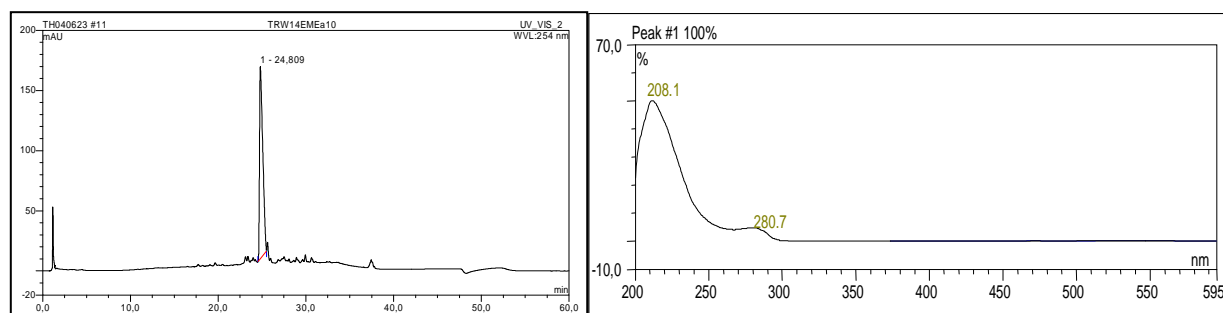 TH040623 #11 TRW14EMEa10 UV_VIS_2
mAU WVL:254 nm
200
150
100
50
-20
1 - 24,809
0,0 10,0 20,0 30,0 40,0 50,0 60,0
min
Peak #1 100%
70,0
%
208.1
280.7
-10,0
nm
200 250 300 350 400 450 500 550 595